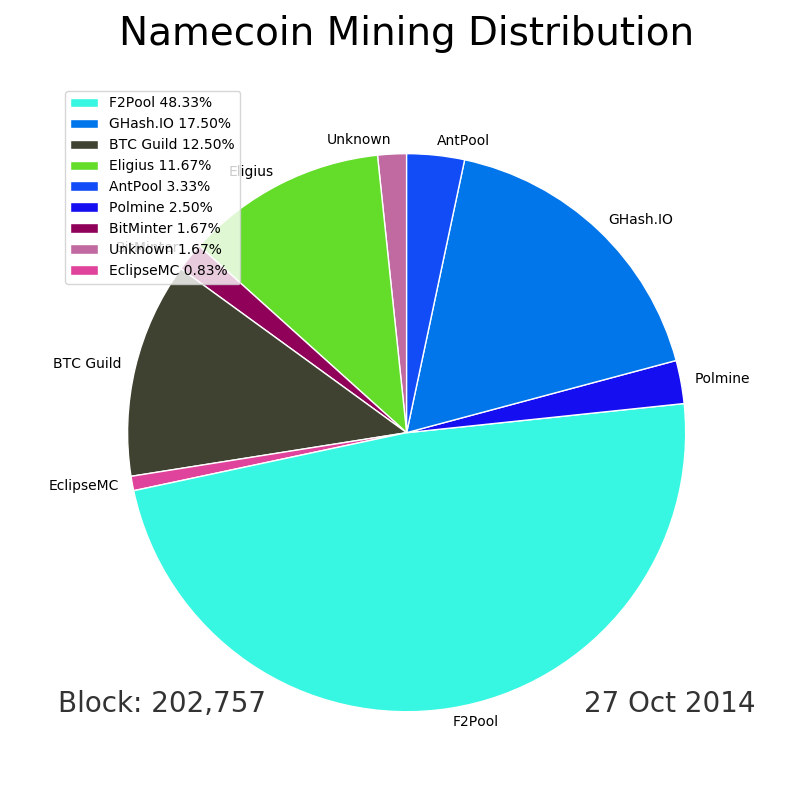 Namecoin Mining Distribution
F2Pool 48.33%
GHash.IO 17.50%
BTC Guild 12.50%
Eligius 11.67%
AntPool 3.33%
Polmine 2.50%
BitMinter 1.67%
Unknown 1.67%
EclipseMC 0.83%
Unknown
AntPool
Eligius
GHash.IO
BitMinter
BTC Guild
Polmine
EclipseMC
Block: 202,757
27 Oct 2014
F2Pool